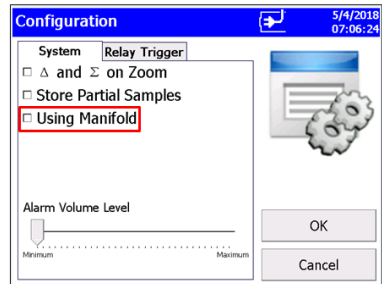 Configuration
5/4/2018
07:06:24
System
Relay Trigger
Δ and Σ on Zoom
Store Partial Samples
Using Manifold
Alarm Volume Level
Minimum
Maximum
OK
Cancel